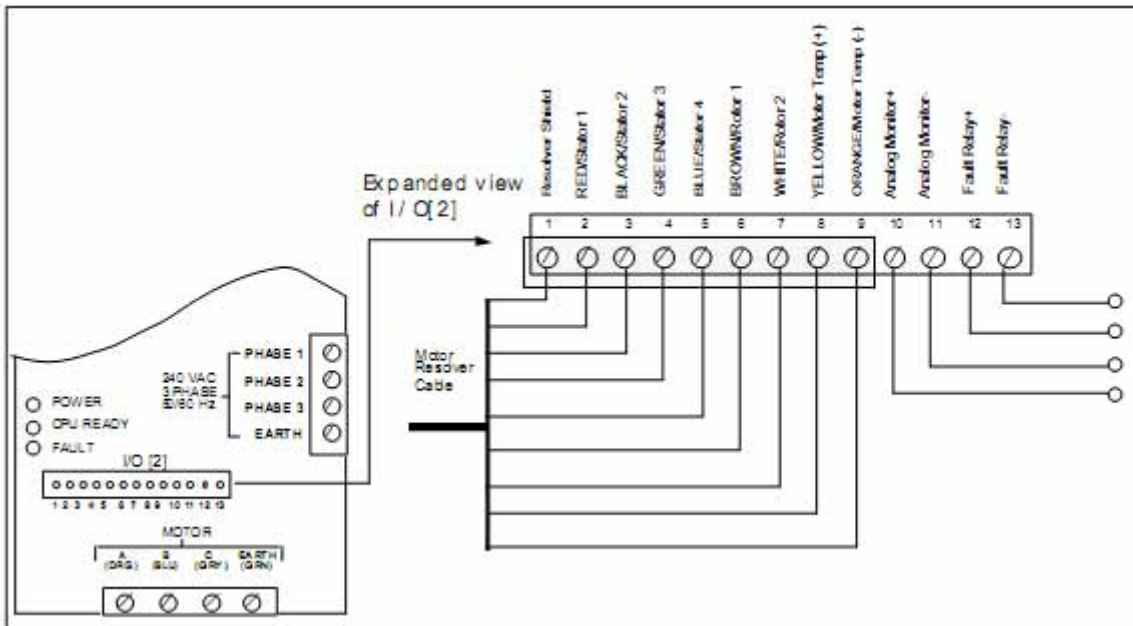 Resolver Shield
RED/Stator 1
BLACK/Stator 2
GREEN/Stator 3
BLUE/Stator 4
BROWN/Rotor 1
WHITE/Rotor 2
YELLOW/Motor Temp (+)
ORANGE/Motor Temp (-)
Analog Monitor+
Analog Monitor-
Fault Relay+
Fault Relay-
Expanded view
of I/O[2]
1 2 3 4 5 6 7 8 9 10 11 12 13
Motor
Resolver
Cable
240 VAC
3 PHASE
50/60 Hz
PHASE 1
PHASE 2
PHASE 3
EARTH
POWER
CPU READY
FAULT
I/O [2]
1 2 3 4 5 6 7 8 9 10 11 12 13
MOTOR
A B C EARTH
(ORG) (BLU) (GRY) (GRN)